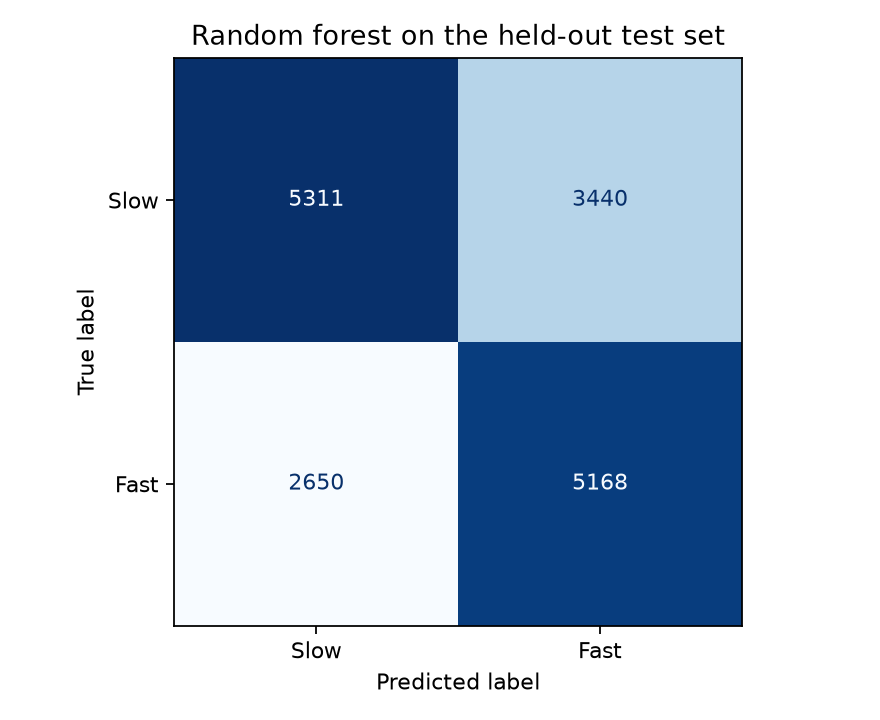 Random forest on the held-out test set
True label
Slow
5311
3440
Fast
2650
5168
Slow
Fast
Predicted label